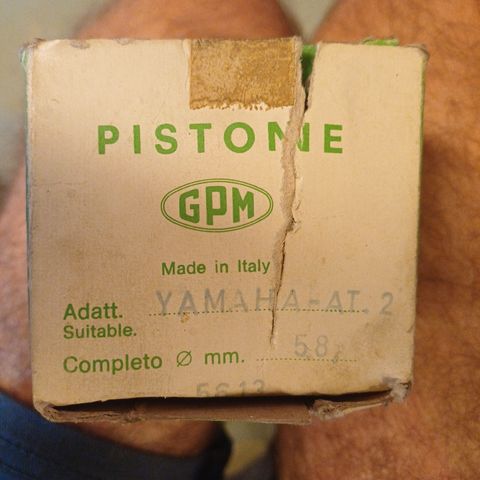 PISTONE
GPM
Made in Italy
Adatt. YAMAHA-AT.2
Suitable.
Completo Ø mm. 58,
5613